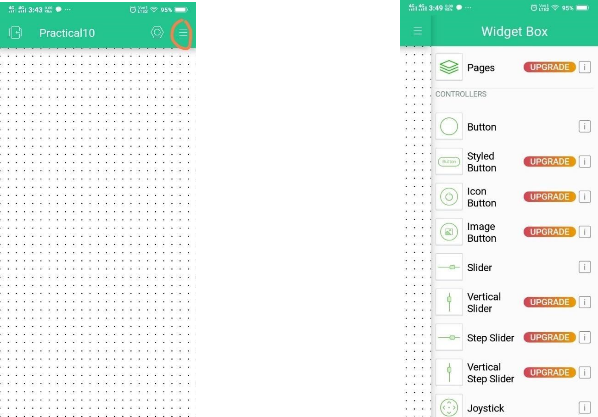 3:43
95%
Practical10
3:49
95%
Widget Box
Pages UPGRADE i
CONTROLLERS
Button i
Styled
Button UPGRADE i
Icon
Button UPGRADE i
Image
Button UPGRADE i
Slider i
Vertical
Slider UPGRADE i
Step Slider UPGRADE i
Vertical
Step Slider UPGRADE i
Joystick i